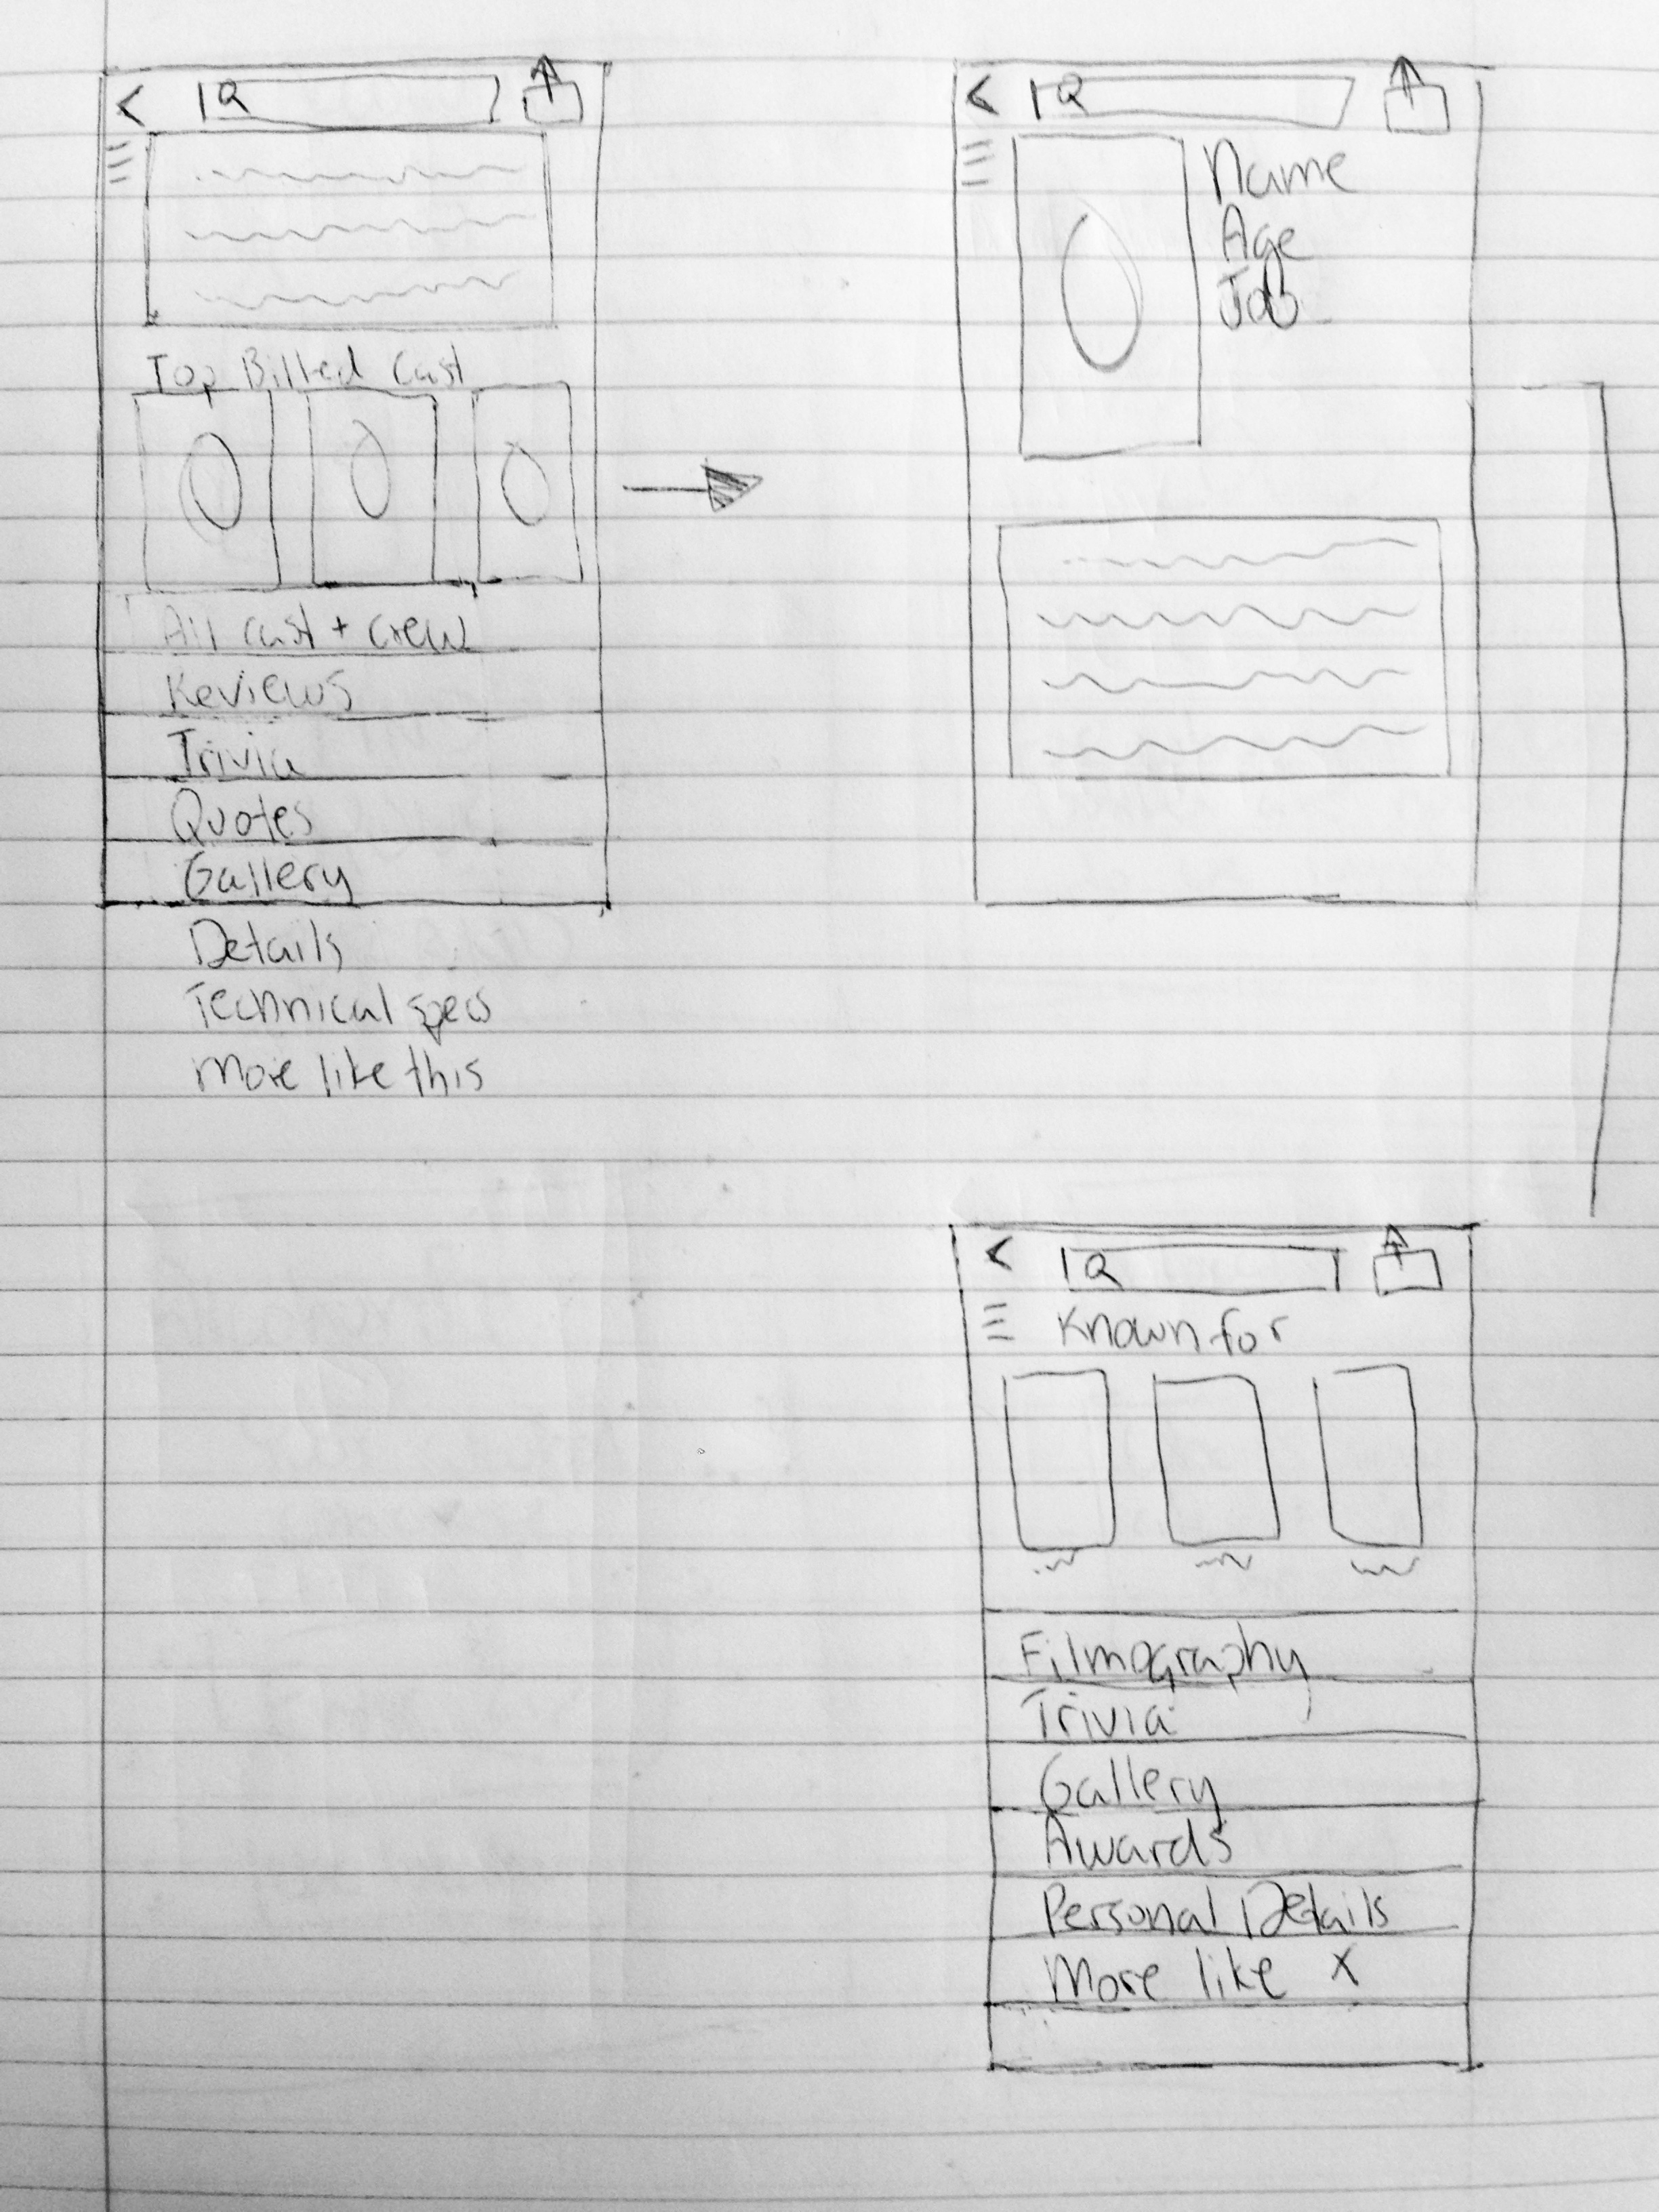 Top Billed Cast
All cast + crew
Reviews
Trivia
Quotes
Gallery
Details
Technical specs
More like this
Name
Age
Job
Known for
Filmography
Trivia
Gallery
Awards
Personal Details
More like X